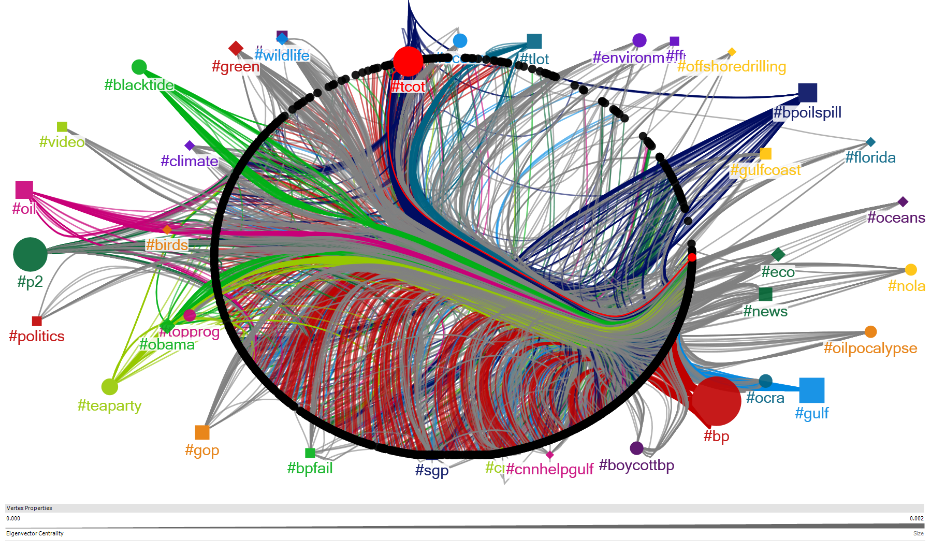 #wildlife
#green
#tcot
#tlot
#environm
#ff
#offshoredrilling
#blacktide
#bpoilspill
#video
#climate
#gulfcoast
#florida
#oil
#oceans
#birds
#p2
#eco
#nola
#news
#politics
#topprog
#obama
#oilpocalypse
#teaparty
#ocra
#gulf
#bp
#gop
#bpfail
#sgp
#cnnhelpgulf
#boycottbp
Vertex Properties
0.000
0.002
Eigenvector Centrality
Size